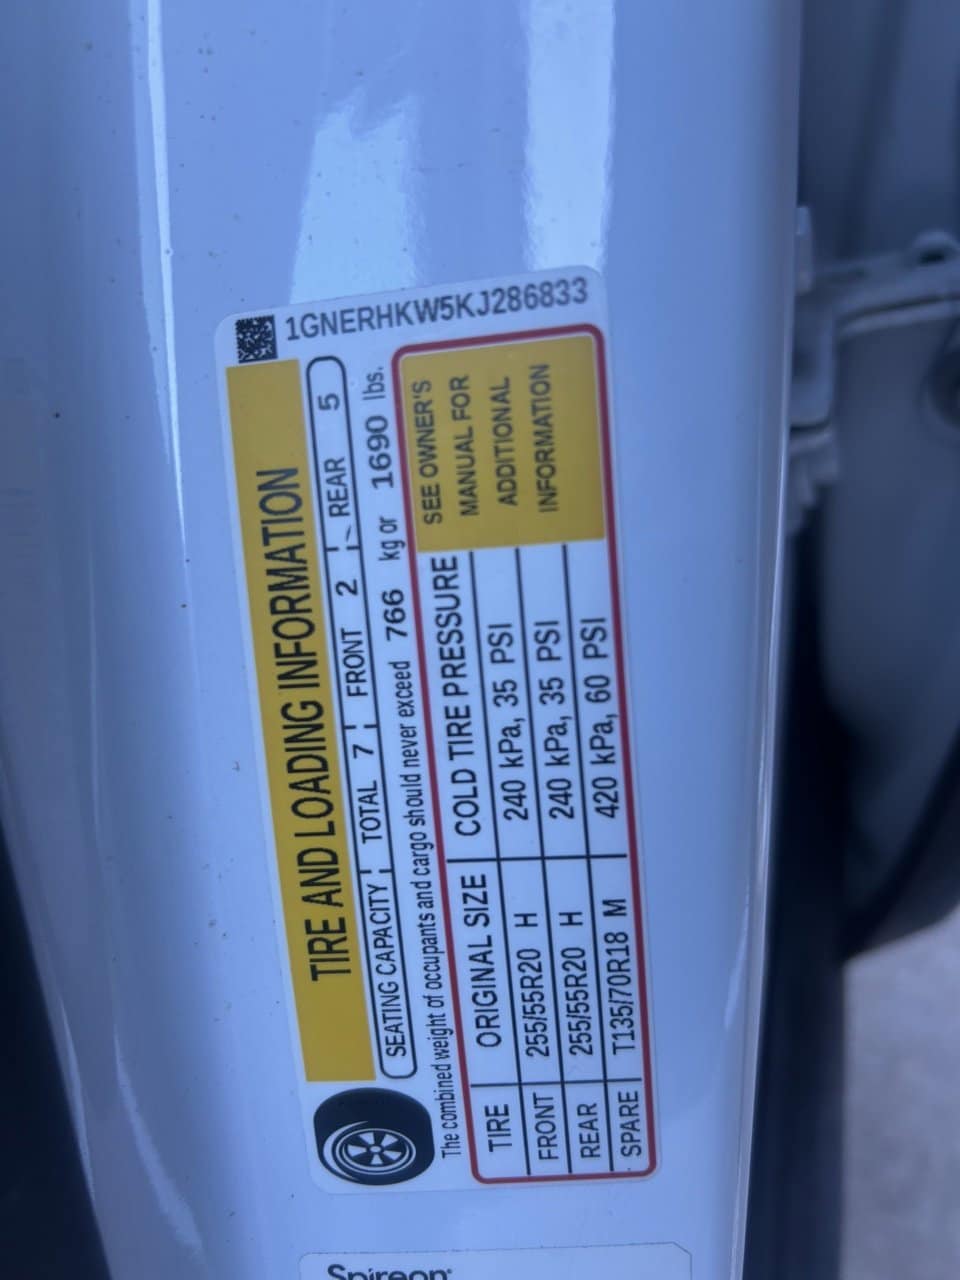 1GNERHKW5KJ286833
TIRE AND LOADING INFORMATION
SEATING CAPACITY TOTAL 7 FRONT 2 REAR 5
The combined weight of occupants and cargo should never exceed 766 kg or 1690 lbs.
TIRE ORIGINAL SIZE COLD TIRE PRESSURE
FRONT 255/55R20 H 240 kPa, 35 PSI
REAR 255/55R20 H 240 kPa, 35 PSI
SPARE T135/70R18 M 420 kPa, 60 PSI
SEE OWNER'S
MANUAL FOR
ADDITIONAL
INFORMATION
Spireon